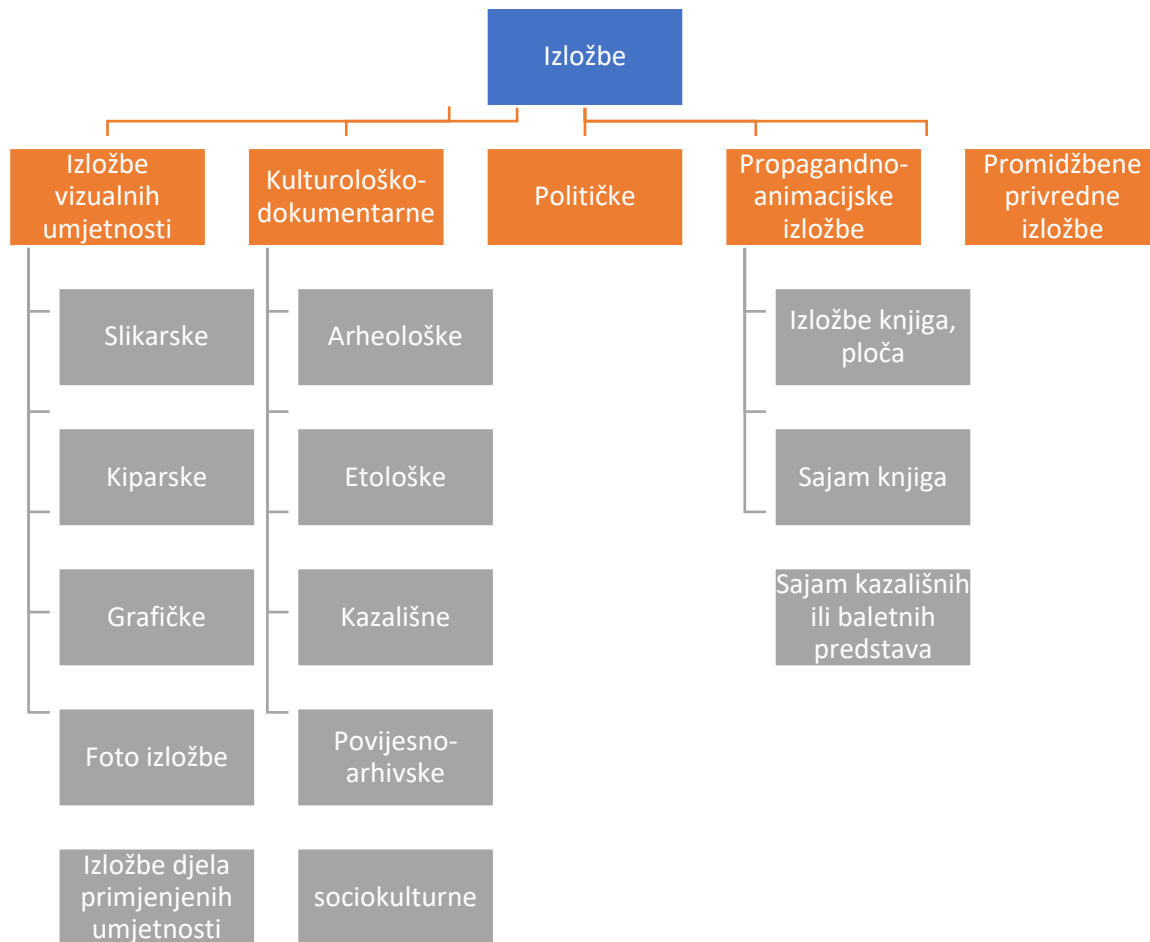 Izložbe
Izložbe
vizualnih
umjetnosti
Kulturološko-
dokumentarne
Političke
Propagandno-
animacijske
izložbe
Promidžbene
privredne
izložbe
Slikarske
Kiparske
Grafičke
Foto izložbe
Izložbe djela
primjenjenih
umjetnosti
Arheološke
Etološke
Kazališne
Povijesno-
arhivske
sociokulturne
Izložbe knjiga,
ploča
Sajam knjiga
Sajam kazališnih
ili baletnih
predstava